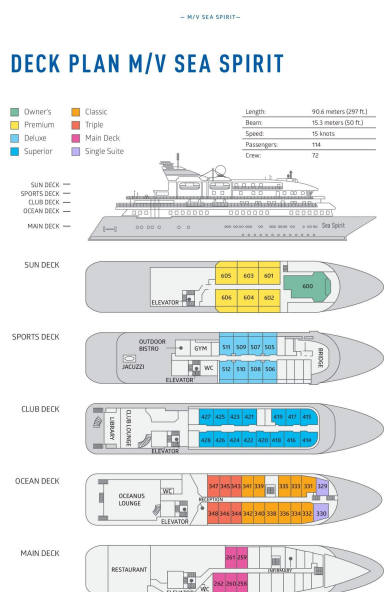 — M/V SEA SPIRIT—
DECK PLAN M/V SEA SPIRIT
Owner's
Classic
Premium
Triple
Deluxe
Main Deck
Superior
Single Suite
Length: 90.6 meters (297 ft.)
Beam: 15.3 meters (50 ft.)
Speed: 15 knots
Passengers: 114
Crew: 72
SUN DECK —
SPORTS DECK —
CLUB DECK —
OCEAN DECK —
MAIN DECK —
Sea Spirit
SUN DECK
605 603 601
600
606 604 602
ELEVATOR
SPORTS DECK
OUTDOOR
BISTRO
GYM
511 509 507 505
JACUZZI
WC
512 510 508 506
ELEVATOR
BRIDGE
CLUB DECK
LIBRARY
CLUB LOUNGE
427 425 423 421 419 417 415
428 426 424 422 420 418 416 414
ELEVATOR
OCEAN DECK
OCEANUS
LOUNGE
WC
347 345 343 341 339 335 333 331 329
RECEPTION
348 346 344 342 340 338 336 334 332 330
ELEVATOR
MAIN DECK
RESTAURANT
261 259
INFIRMARY
WC
262 260 258
ELEVATOR